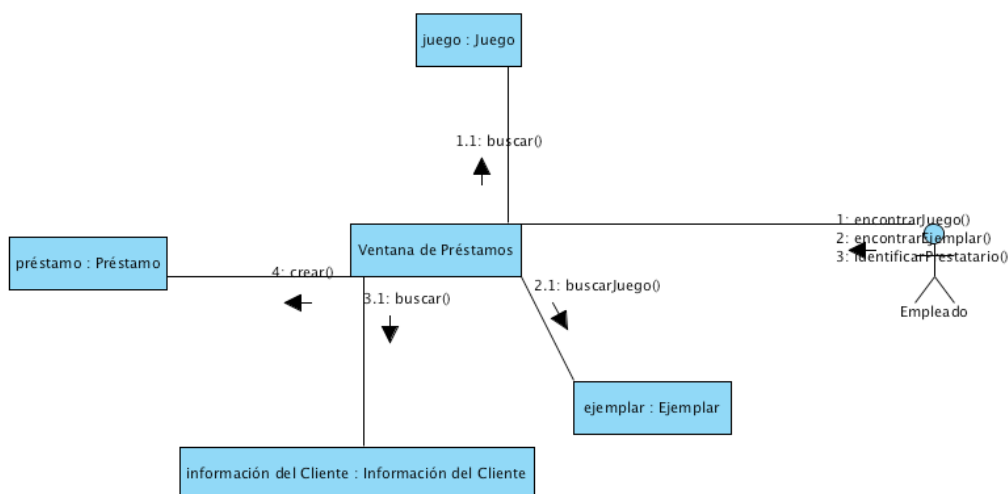 juego : Juego
1.1: buscar()
1: encontrarJuego()
2: encontrarEjemplar()
3: identificarPrestatario()
Empleado
Ventana de Préstamos
préstamo : Préstamo
4: crear()
3.1: buscar()
2.1: buscarJuego()
ejemplar : Ejemplar
información del Cliente : Información del Cliente